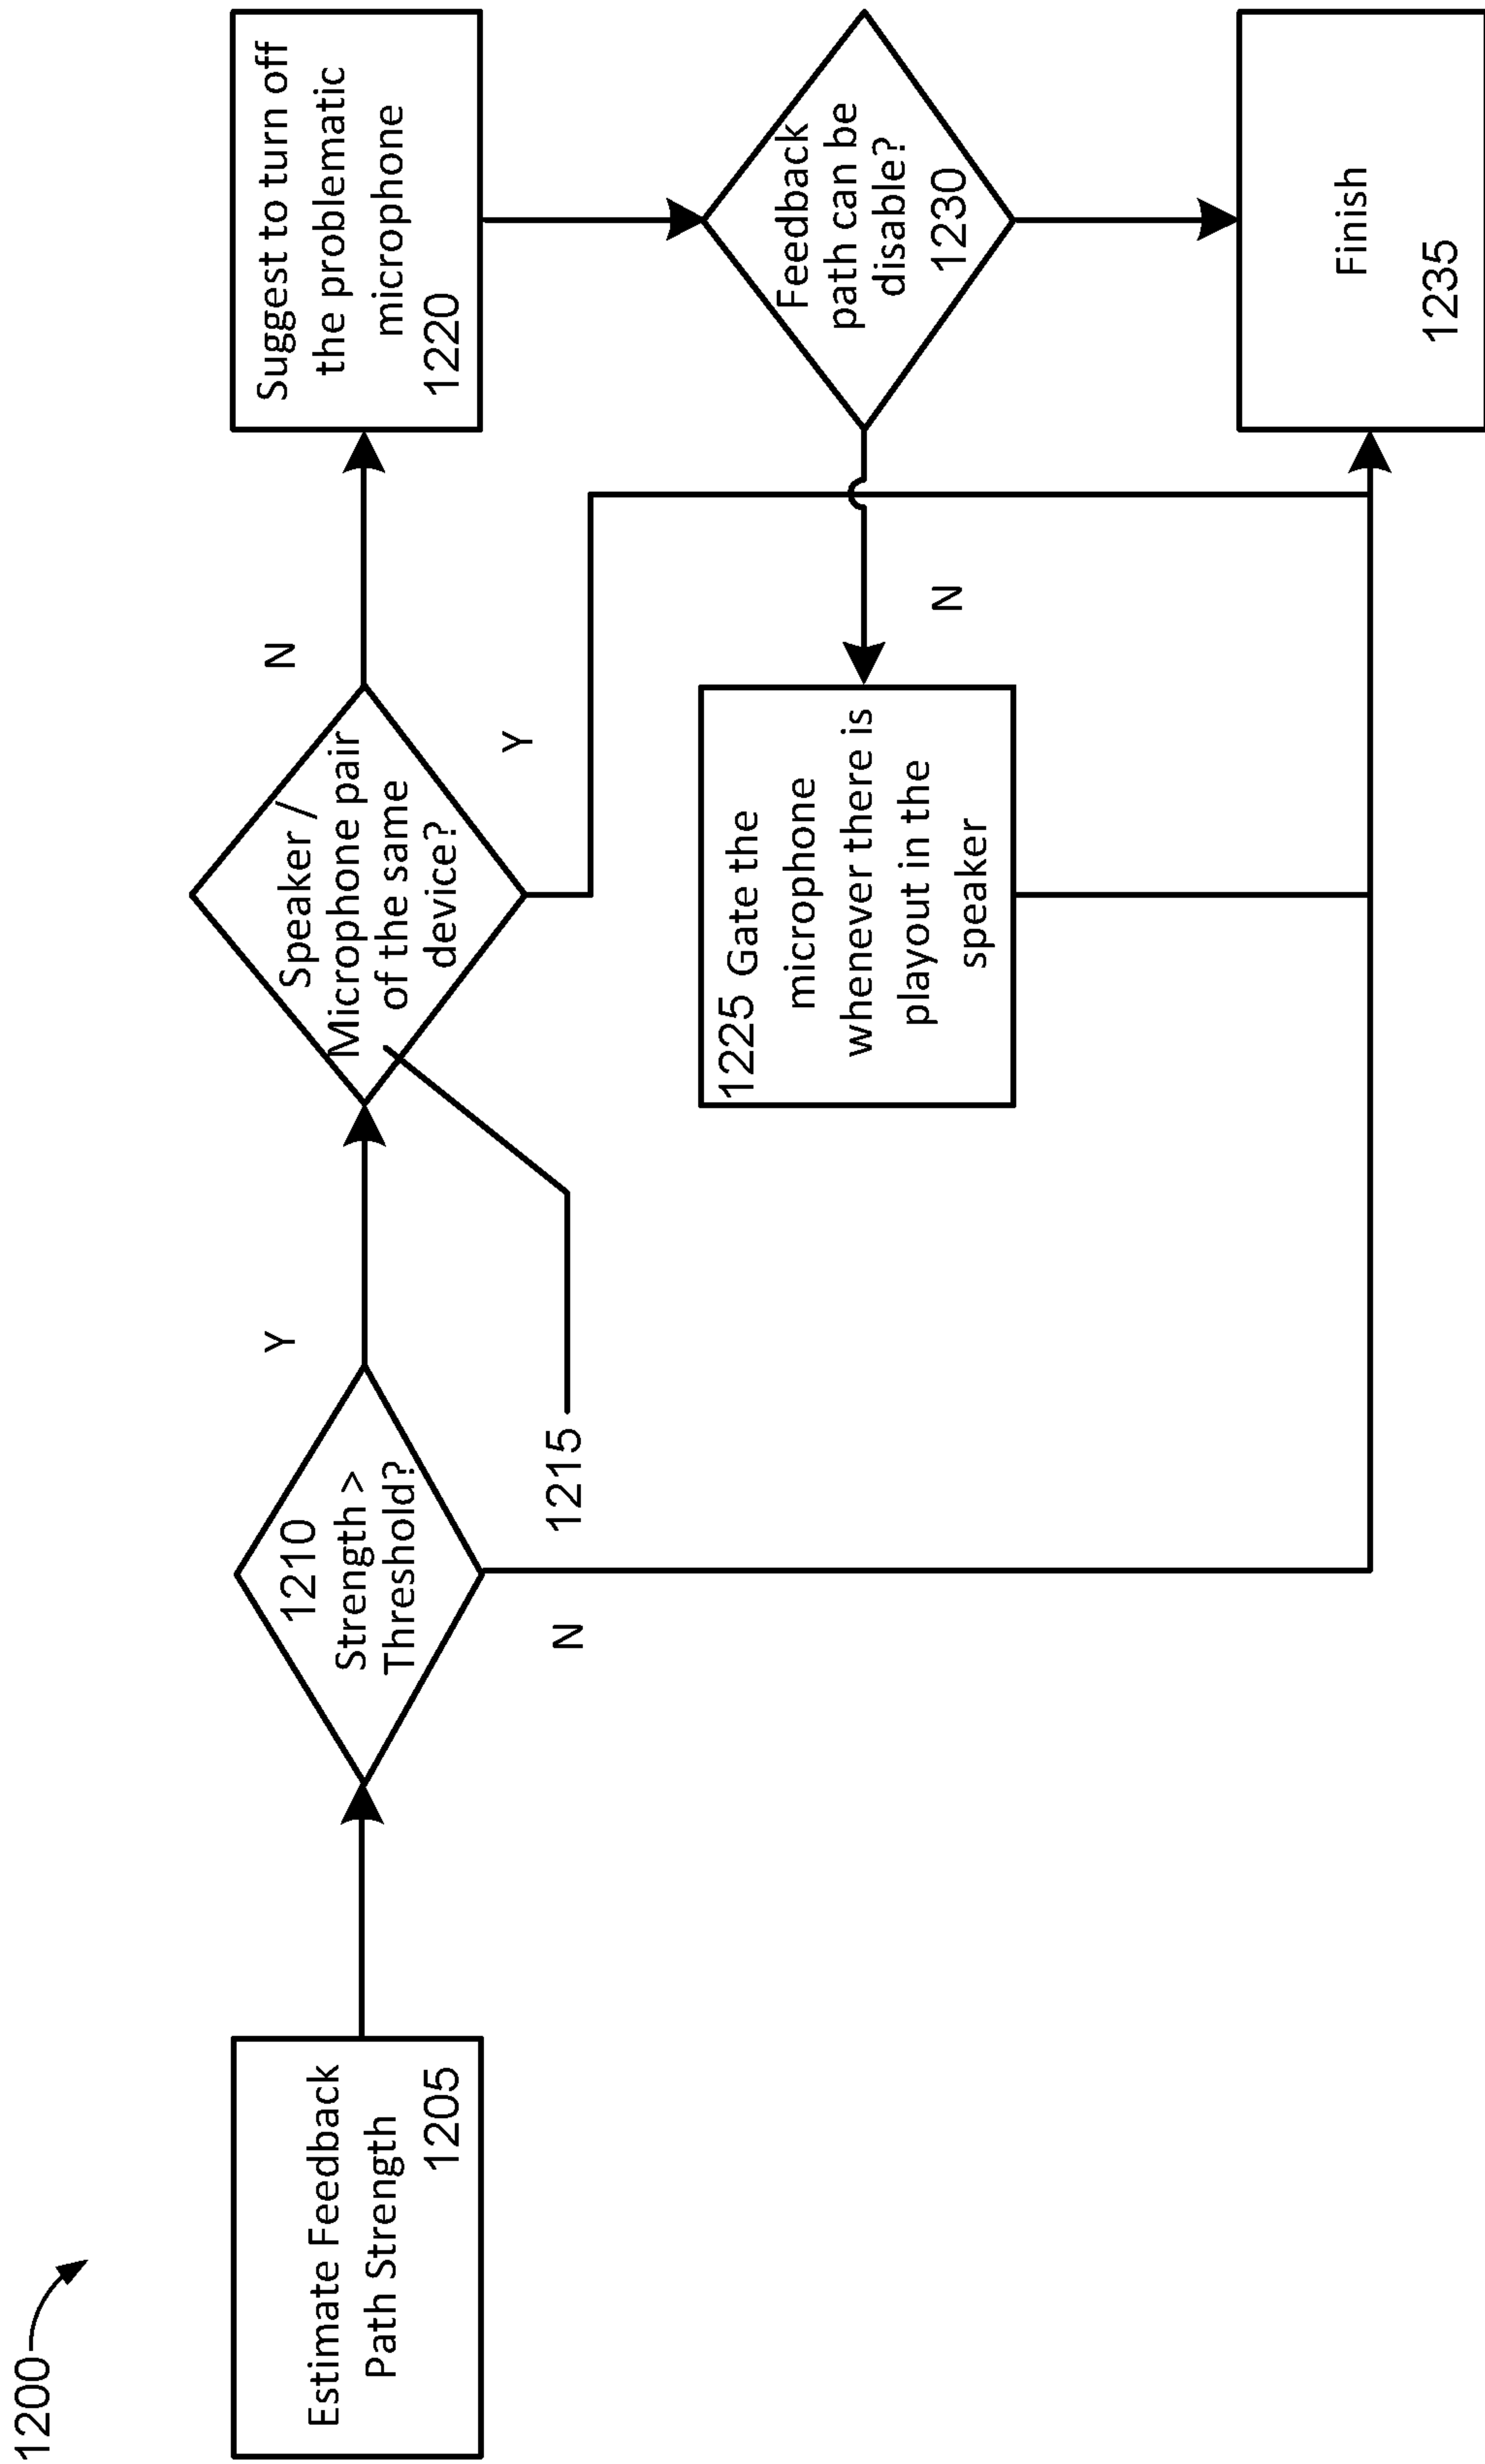 1200
Estimate Feedback
Path Strength
1205
1210
Strength >
Threshold?
Y
N
Speaker /
Microphone pair
of the same
device?
1215
N
Y
Suggest to turn off
the problematic
microphone
1220
1225 Gate the
microphone
whenever there is
playout in the
speaker
N
Feedback
path can be
disable?
1230
Finish
1235